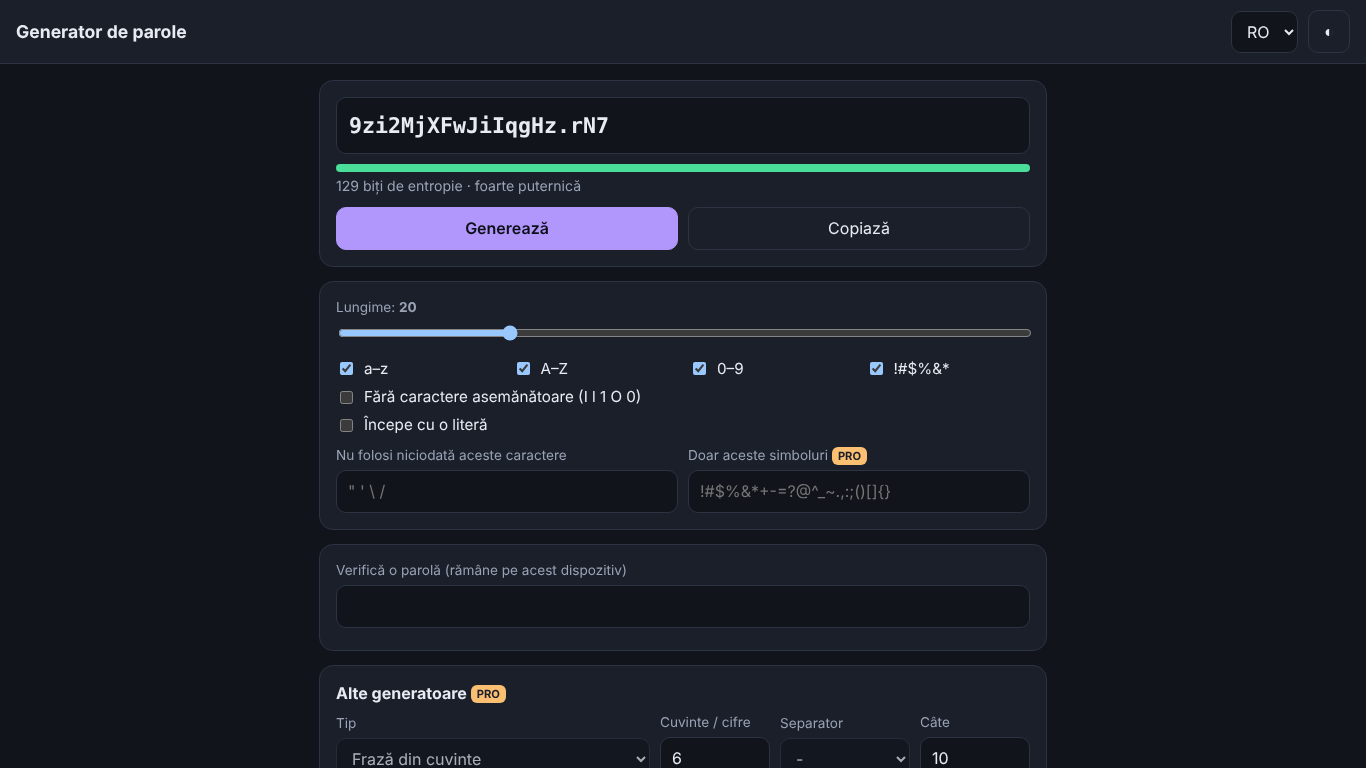 Generator de parole
RO
9zi2MjXFwJiIqgHz.rN7
129 biți de entropie · foarte puternică
Generează
Copiază
Lungime: 20
a–z
A–Z
0–9
!#$%&*
Fără caractere asemănătoare (l I 1 O 0)
Începe cu o literă
Nu folosi niciodată aceste caractere
Doar aceste simboluri PRO
" ' \ /
!#$%&*+-=?@^_~.,:;()[]{}
Verifică o parolă (rămâne pe acest dispozitiv)
Alte generatoare PRO
Tip
Cuvinte / cifre
Separator
Câte
Frază din cuvinte
6
-
10